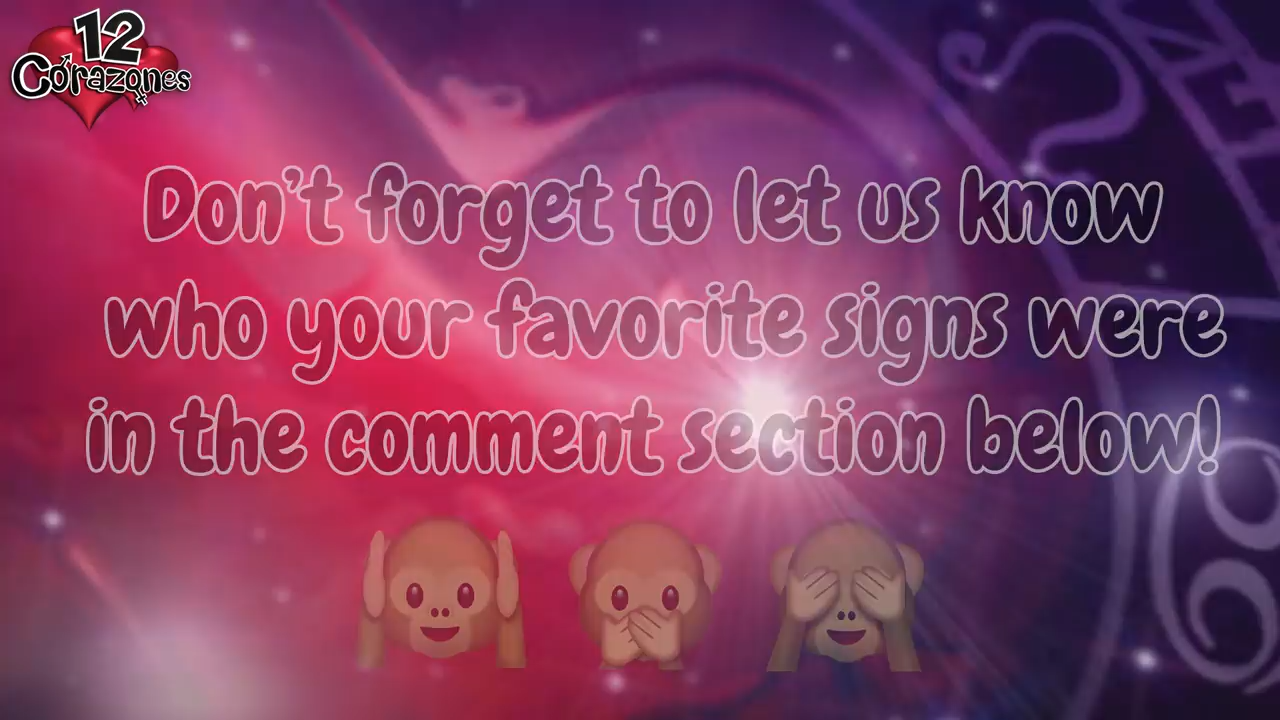 12
Corazones
Don't forget to let us know
who your favorite signs were
in the comment section below!